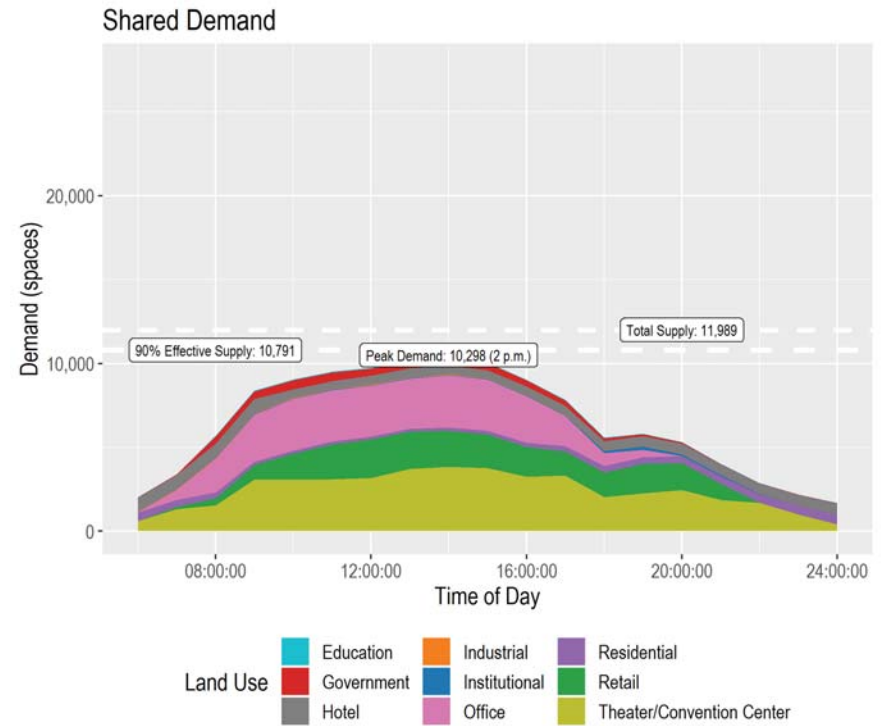 Shared Demand
20,000
10,000
0
Demand (spaces)
Total Supply: 11,989
90% Effective Supply: 10,791
Peak Demand: 10,298 (2 p.m.)
08:00:00 12:00:00 16:00:00 20:00:00 24:00:00
Time of Day
Land Use
Education Industrial Residential
Government Institutional Retail
Hotel Office Theater/Convention Center